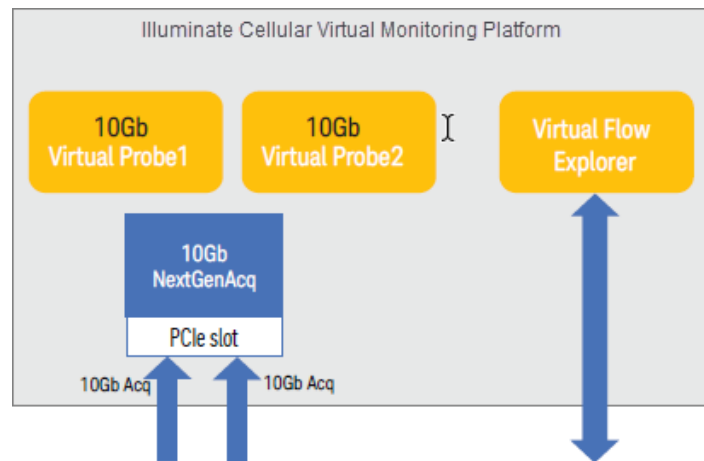 Illuminate Cellular Virtual Monitoring Platform
10Gb
Virtual Probe1
10Gb
Virtual Probe2
Virtual Flow
Explorer
10Gb
NextGenAcq
PCIe slot
10Gb Acq
10Gb Acq